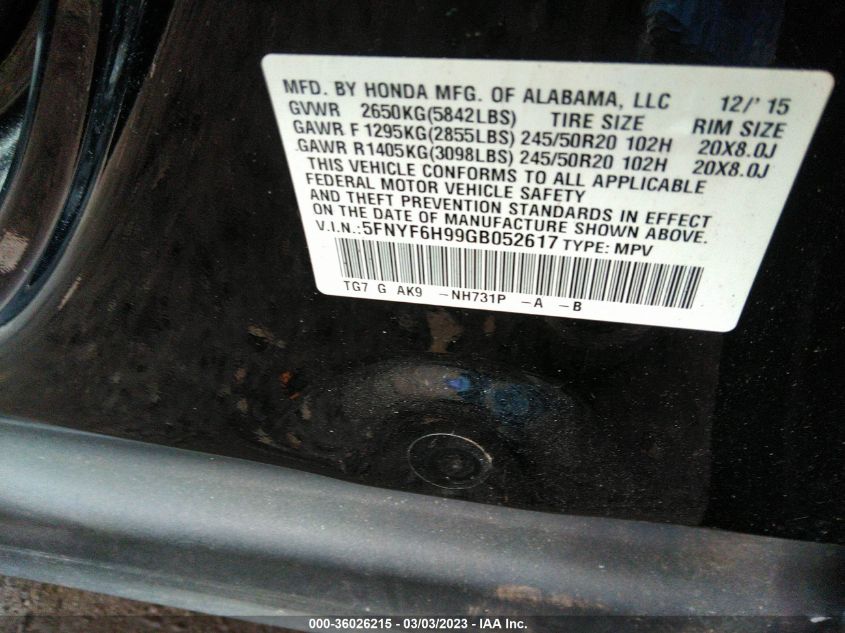 MFD. BY HONDA MFG. OF ALABAMA, LLC 12/' 15
GVWR 2650KG(5842LBS) TIRE SIZE RIM SIZE
GAWR F 1295KG(2855LBS) 245/50R20 102H 20X8.0J
.GAWR R1405KG(3098LBS) 245/50R20 102H 20X8.0J
THIS VEHICLE CONFORMS TO ALL APPLICABLE
FEDERAL MOTOR VEHICLE SAFETY
AND THEFT PREVENTION STANDARDS IN EFFECT
ON THE DATE OF MANUFACTURE SHOWN ABOVE.
V.I.N.:5FNYF6H99GB052617 TYPE: MPV
TG7 G AK9 -NH731P -A -B
000-36026215 - 03/03/2023 - IAA Inc.